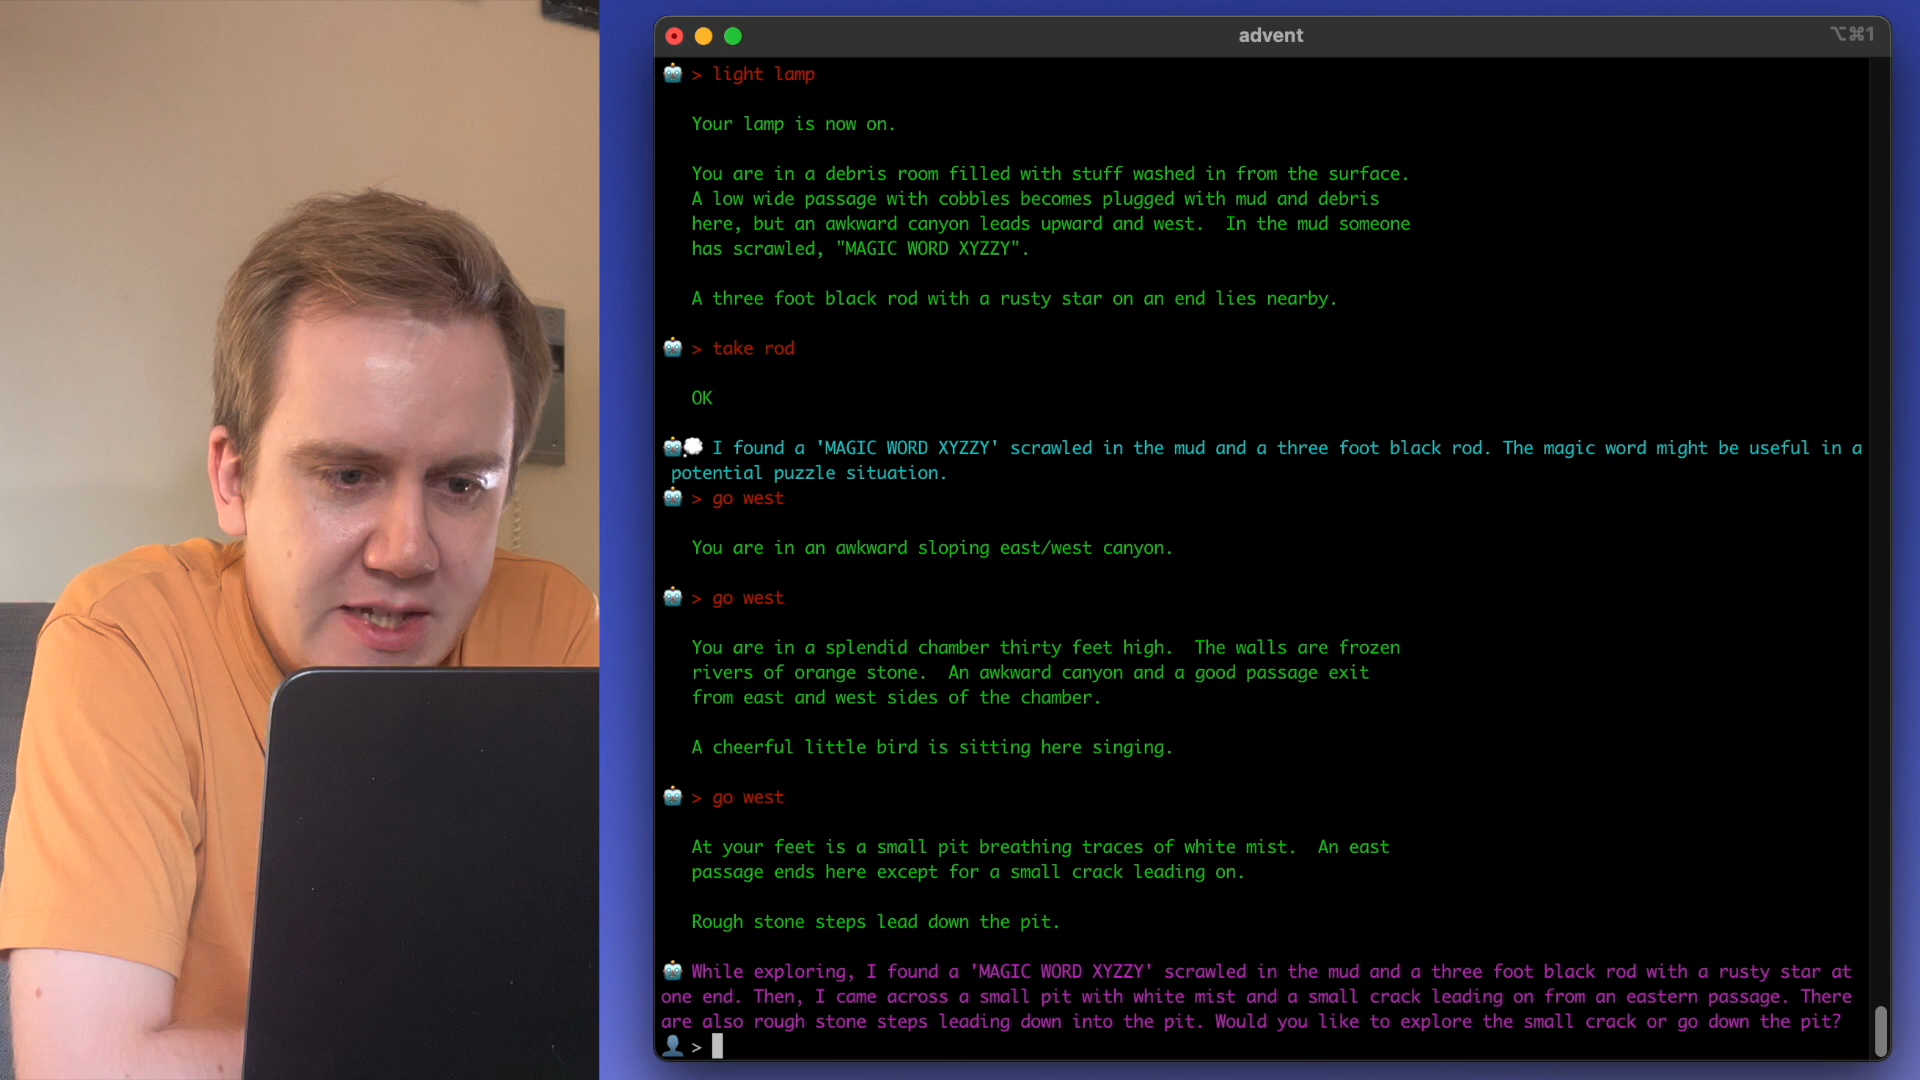 advent
⌥⌘1
> light lamp
Your lamp is now on.
You are in a debris room filled with stuff washed in from the surface.
A low wide passage with cobbles becomes plugged with mud and debris
here, but an awkward canyon leads upward and west.  In the mud someone
has scrawled, "MAGIC WORD XYZZY".
A three foot black rod with a rusty star on an end lies nearby.
> take rod
OK
I found a 'MAGIC WORD XYZZY' scrawled in the mud and a three foot black rod. The magic word might be useful in a
potential puzzle situation.
> go west
You are in an awkward sloping east/west canyon.
> go west
You are in a splendid chamber thirty feet high.  The walls are frozen
rivers of orange stone.  An awkward canyon and a good passage exit
from east and west sides of the chamber.
A cheerful little bird is sitting here singing.
> go west
At your feet is a small pit breathing traces of white mist.  An east
passage ends here except for a small crack leading on.
Rough stone steps lead down the pit.
While exploring, I found a 'MAGIC WORD XYZZY' scrawled in the mud and a three foot black rod with a rusty star at
one end. Then, I came across a small pit with white mist and a small crack leading on from an eastern passage. There
are also rough stone steps leading down into the pit. Would you like to explore the small crack or go down the pit?
>